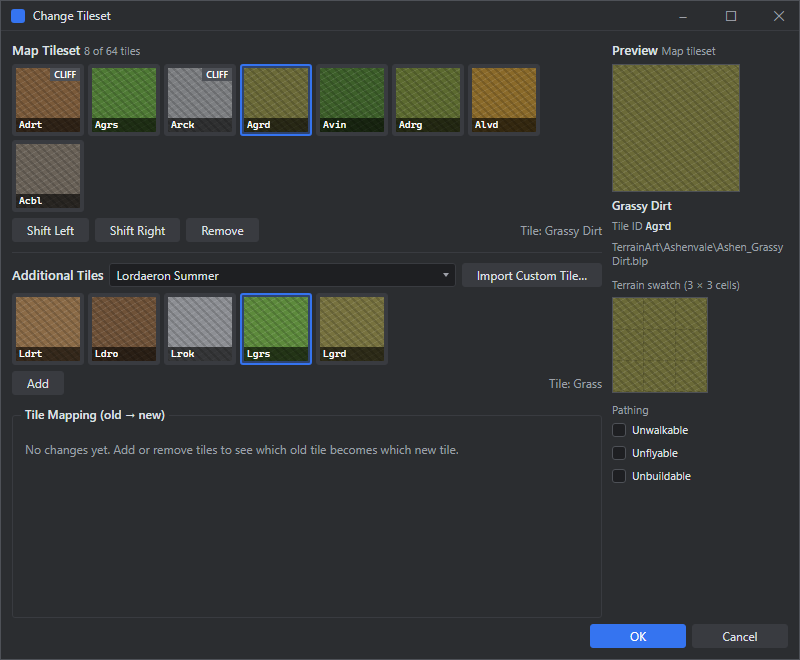 Change Tileset
Map Tileset 8 of 64 tiles
CLIFF
CLIFF
Adrt Agrs Arck Agrd Avin Adrg Alvd
Acbl
Shift Left Shift Right Remove Tile: Grassy Dirt
Additional Tiles Lordaeron Summer Import Custom Tile...
Ldrt Ldro Lrok Lgrs Lgrd
Add Tile: Grass
Tile Mapping (old → new)
No changes yet. Add or remove tiles to see which old tile becomes which new tile.
Preview Map tileset
Grassy Dirt
Tile ID Agrd
TerrainArt\Ashenvale\Ashen_Grassy
Dirt.blp
Terrain swatch (3 × 3 cells)
Pathing
Unwalkable
Unflyable
Unbuildable
OK Cancel